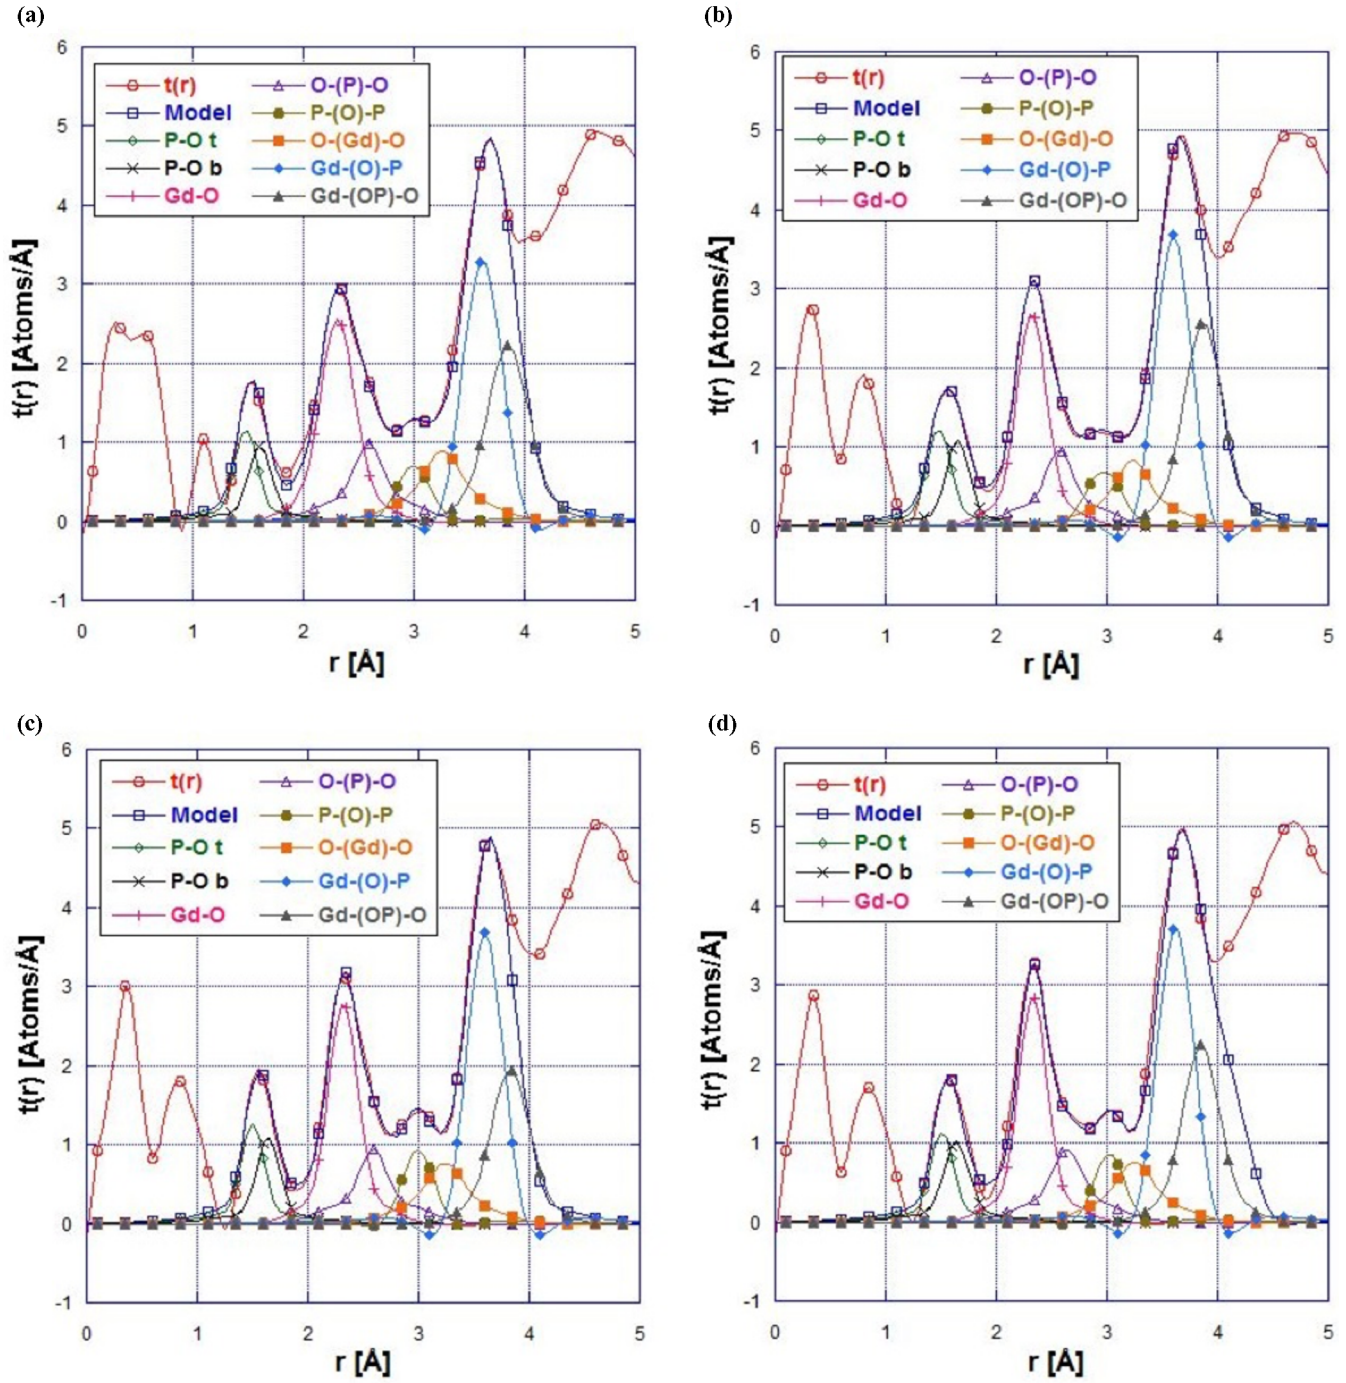 (a)
6
5
4
3
2
1
0
-1
t(r) [Atoms/Å]
t(r) O-(P)-O
Model P-(O)-P
P-O t O-(Gd)-O
P-O b Gd-(O)-P
Gd-O Gd-(OP)-O
0 1 2 3 4 5
r [Å]
(b)
6
5
4
3
2
1
0
-1
t(r) [Atoms/Å]
t(r) O-(P)-O
Model P-(O)-P
P-O t O-(Gd)-O
P-O b Gd-(O)-P
Gd-O Gd-(OP)-O
0 1 2 3 4 5
r [Å]
(c)
6
5
4
3
2
1
0
-1
t(r) [Atoms/Å]
t(r) O-(P)-O
Model P-(O)-P
P-O t O-(Gd)-O
P-O b Gd-(O)-P
Gd-O Gd-(OP)-O
0 1 2 3 4 5
r [Å]
(d)
6
5
4
3
2
1
0
-1
t(r) [Atoms/Å]
t(r) O-(P)-O
Model P-(O)-P
P-O t O-(Gd)-O
P-O b Gd-(O)-P
Gd-O Gd-(OP)-O
0 1 2 3 4 5
r [Å]